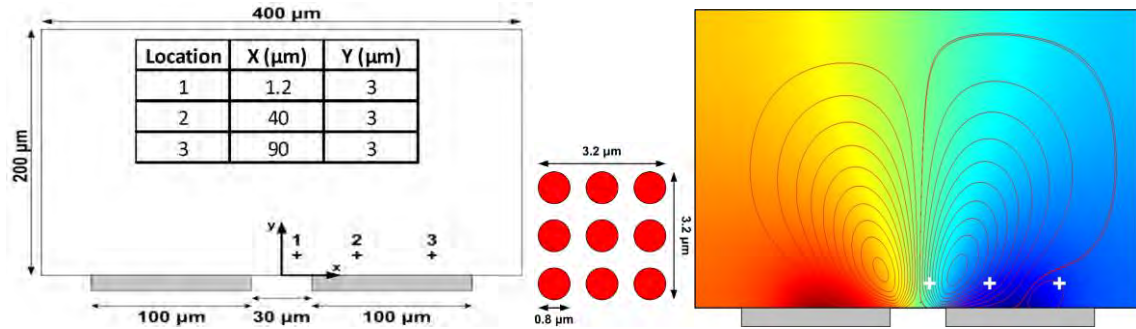 400 µm
200 µm
Location X (µm) Y (µm)
1 1.2 3
2 40 3
3 90 3
y
1 2 3
x
100 µm 30 µm 100 µm
3.2 µm
3.2 µm
0.8 µm